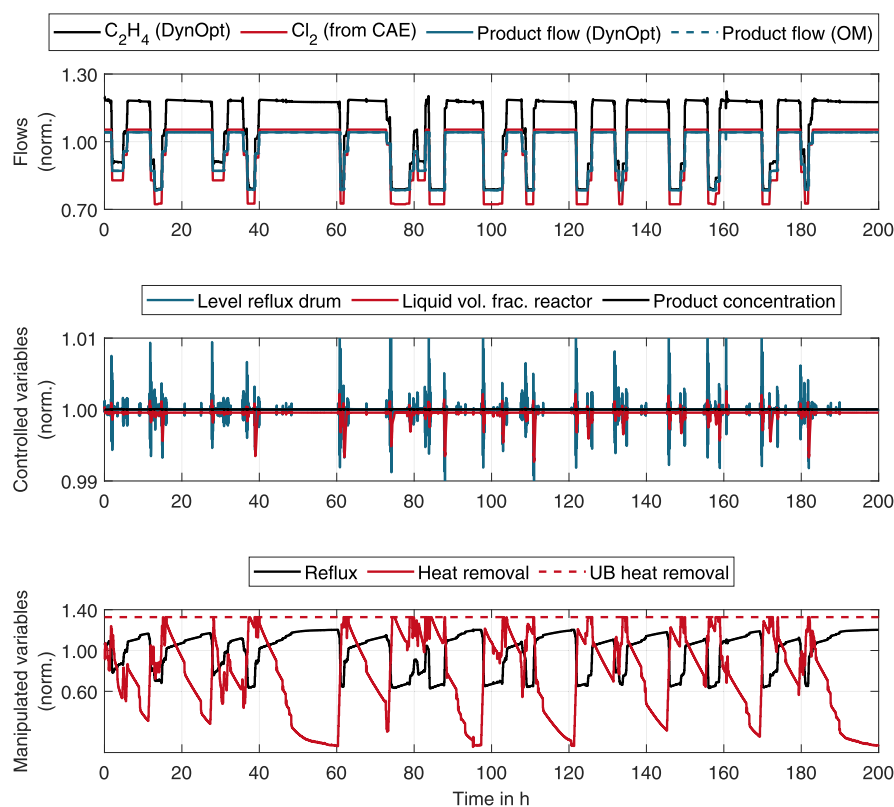 C2H4 (DynOpt) Cl2 (from CAE) Product flow (DynOpt) Product flow (OM)
Flows
(norm.)
1.30
1.00
0.70
0 20 40 60 80 100 120 140 160 180 200
Level reflux drum Liquid vol. frac. reactor Product concentration
Controlled variables
(norm.)
1.01
1.00
0.99
0 20 40 60 80 100 120 140 160 180 200
Reflux Heat removal UB heat removal
Manipulated variables
(norm.)
1.40
1.00
0.60
0 20 40 60 80 100 120 140 160 180 200
Time in h